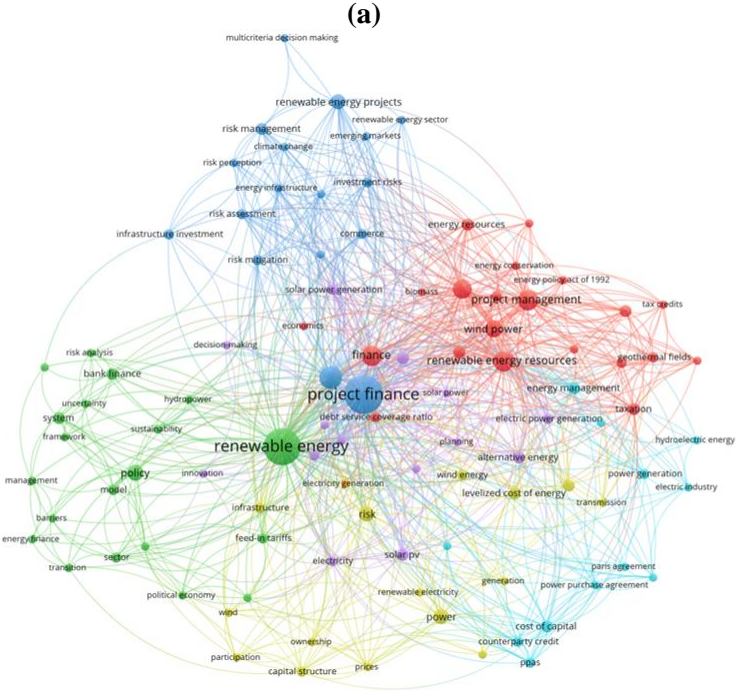 (a)
multicriteria decision making
renewable energy projects
renewable energy sector
risk management
emerging markets
climate change
risk perception
investment risks
energy infrastructure
risk assessment
energy resources
infrastructure investment
commerce
risk mitigation
energy conservation
energy policy act of 1992
solar power generation
biomass
project management
tax credits
economics
wind power
decision-making
risk analysis
finance
renewable energy resources
geothermal fields
bank finance
project finance
solar power
energy management
hydropower
uncertainty
taxation
system
debt service coverage ratio
electric power generation
sustainability
framework
renewable energy
planning
hydroelectric energy
alternative energy
policy
innovation
wind energy
power generation
management
electricity generation
model
levelized cost of energy
electric industry
transmission
infrastructure
risk
barriers
energy finance
feed-in tariffs
sector
solar pv
electricity
transition
paris agreement
generation
power purchase agreement
political economy
renewable electricity
wind
power
cost of capital
ownership
counterparty credit
participation
prices
ppas
capital structure